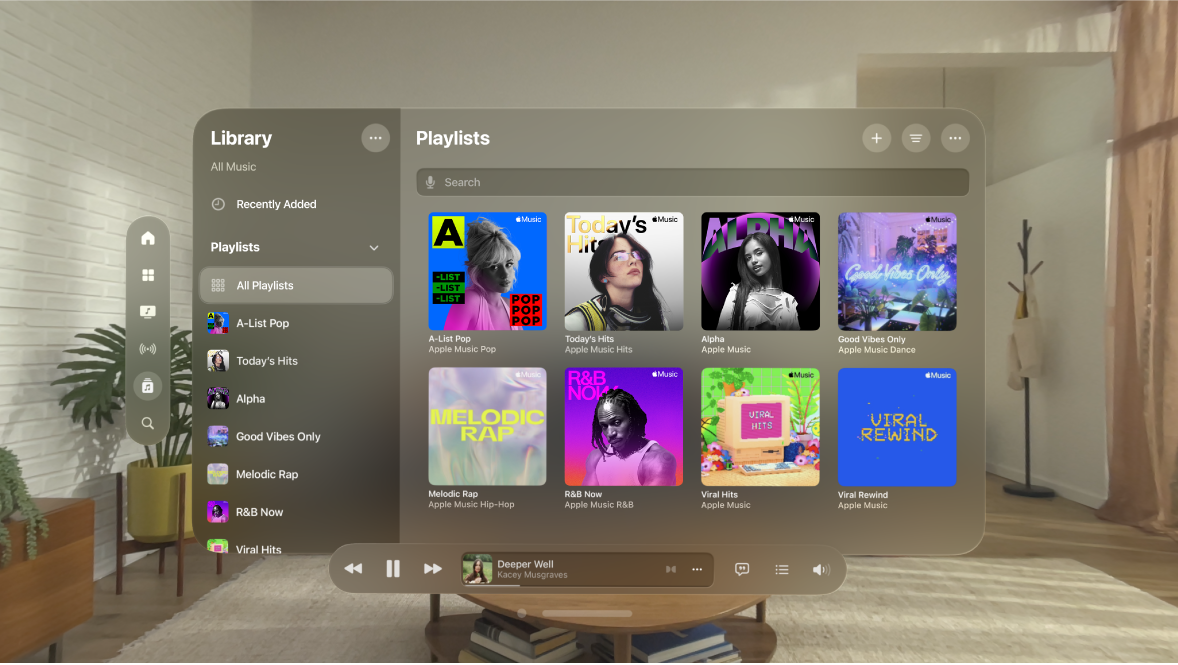 Library
All Music
Recently Added
Playlists
All Playlists
A-List Pop
Today's Hits
Alpha
Good Vibes Only
Melodic Rap
R&B Now
Viral Hits
Playlists
Search
A
-LIST
-LIST
-LIST
POP
POP
POP
Music
A-List Pop
Apple Music Pop
Today's
Hits
Music
Today's Hits
Apple Music Hits
ALPHA
Music
Alpha
Apple Music
Music
Good Vibes Only
Good Vibes Only
Apple Music Dance
Music
MELODIC
RAP
Melodic Rap
Apple Music Hip-Hop
R&B
NOW
Music
R&B Now
Apple Music R&B
Music
VIRAL
HITS
Viral Hits
Apple Music
Music
VIRAL
REWIND
Viral Rewind
Apple Music
Deeper Well
Kacey Musgraves